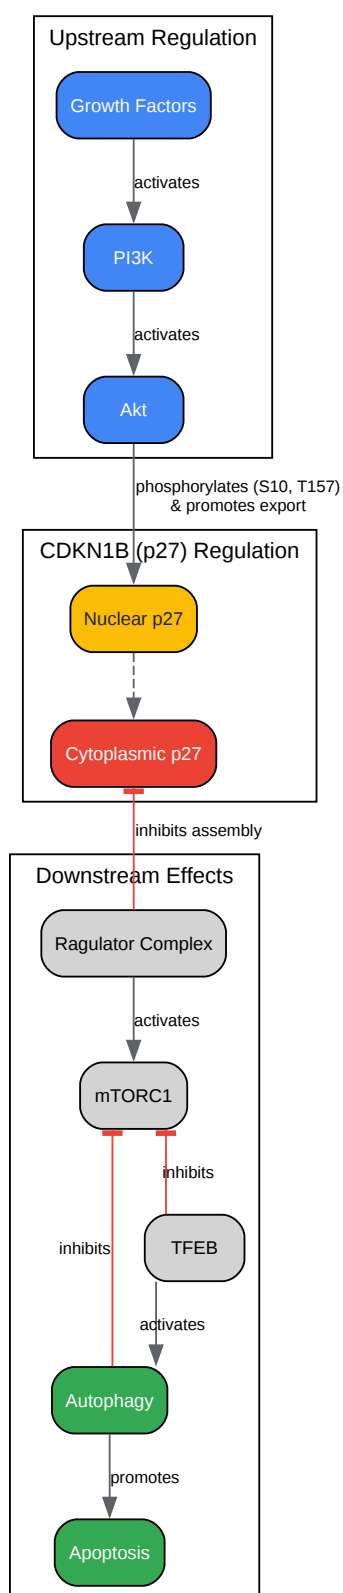 Upstream Regulation
Growth Factors
activates
PI3K
activates
Akt
phosphorylates (S10, T157)
& promotes export
CDKN1B (p27) Regulation
Nuclear p27
Cytoplasmic p27
inhibits assembly
Downstream Effects
Ragulator Complex
activates
mTORC1
inhibits
inhibits
TFEB
activates
Autophagy
promotes
Apoptosis